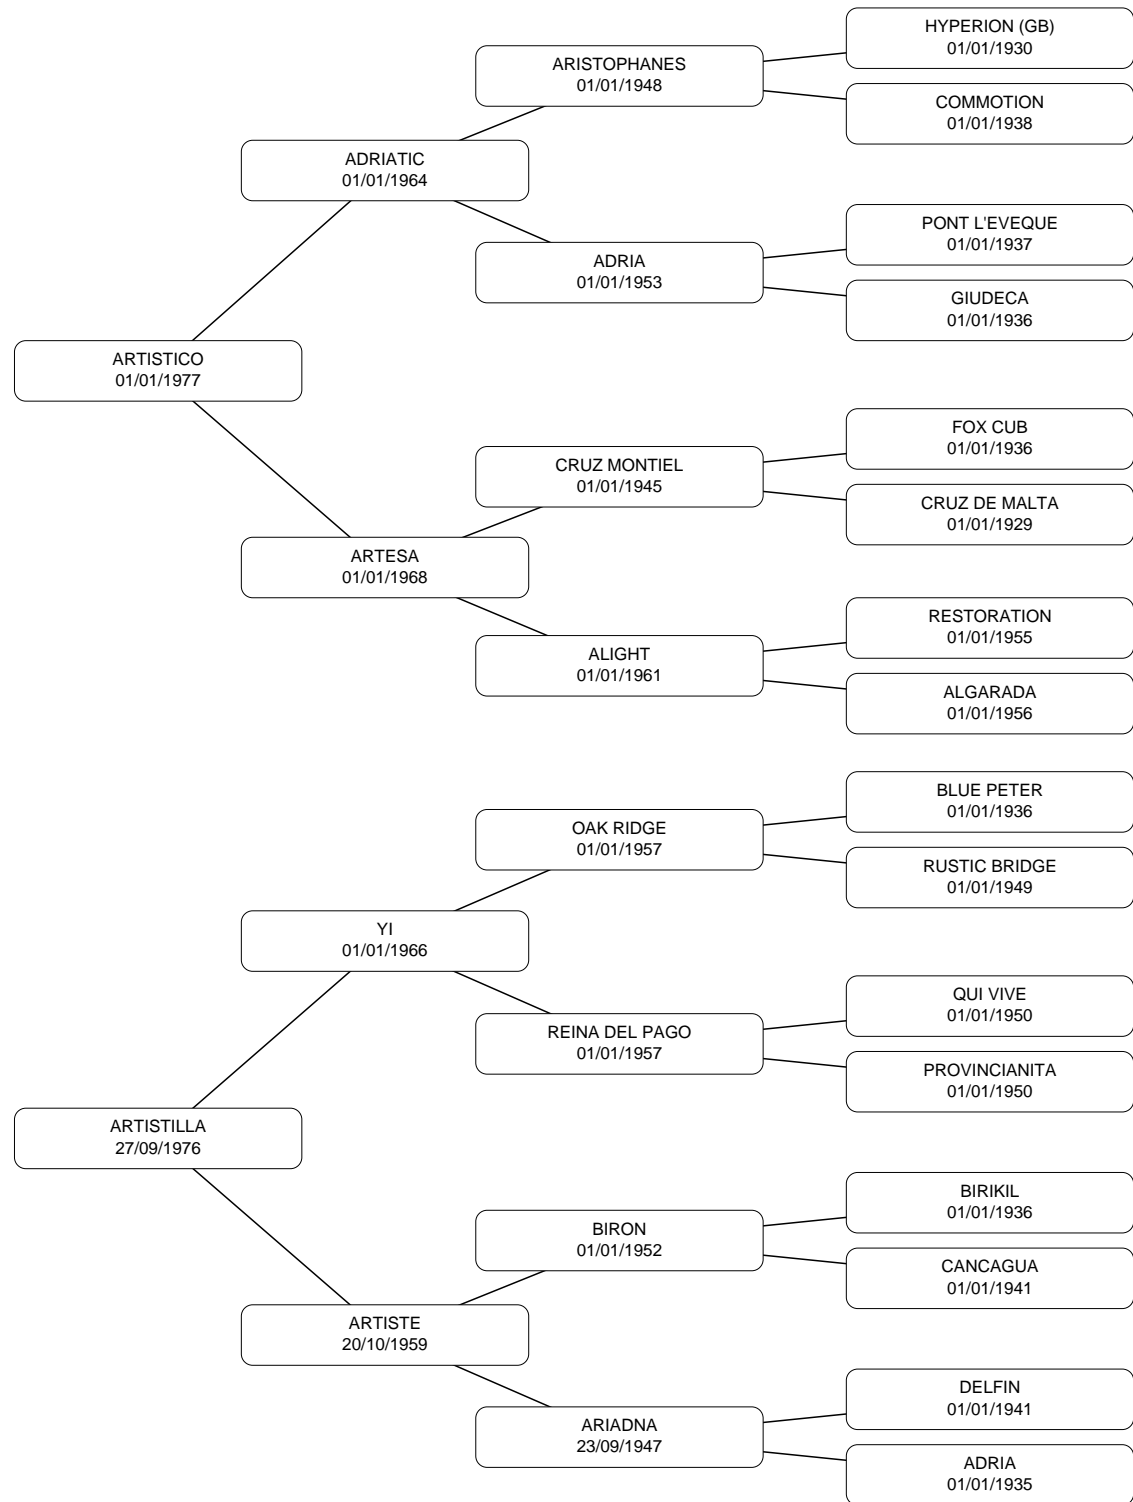 HYPERION (GB)
01/01/1930
ARISTOPHANES
01/01/1948
COMMOTION
01/01/1938
ADRIATIC
01/01/1964
PONT L'EVEQUE
01/01/1937
ADRIA
01/01/1953
GIUDECA
01/01/1936
ARTISTICO
01/01/1977
FOX CUB
01/01/1936
CRUZ MONTIEL
01/01/1945
CRUZ DE MALTA
01/01/1929
ARTESA
01/01/1968
RESTORATION
01/01/1955
ALIGHT
01/01/1961
ALGARADA
01/01/1956
BLUE PETER
01/01/1936
OAK RIDGE
01/01/1957
RUSTIC BRIDGE
01/01/1949
YI
01/01/1966
QUI VIVE
01/01/1950
REINA DEL PAGO
01/01/1957
PROVINCIANITA
01/01/1950
ARTISTILLA
27/09/1976
BIRIKIL
01/01/1936
BIRON
01/01/1952
CANCAGUA
01/01/1941
ARTISTE
20/10/1959
DELFIN
01/01/1941
ARIADNA
23/09/1947
ADRIA
01/01/1935